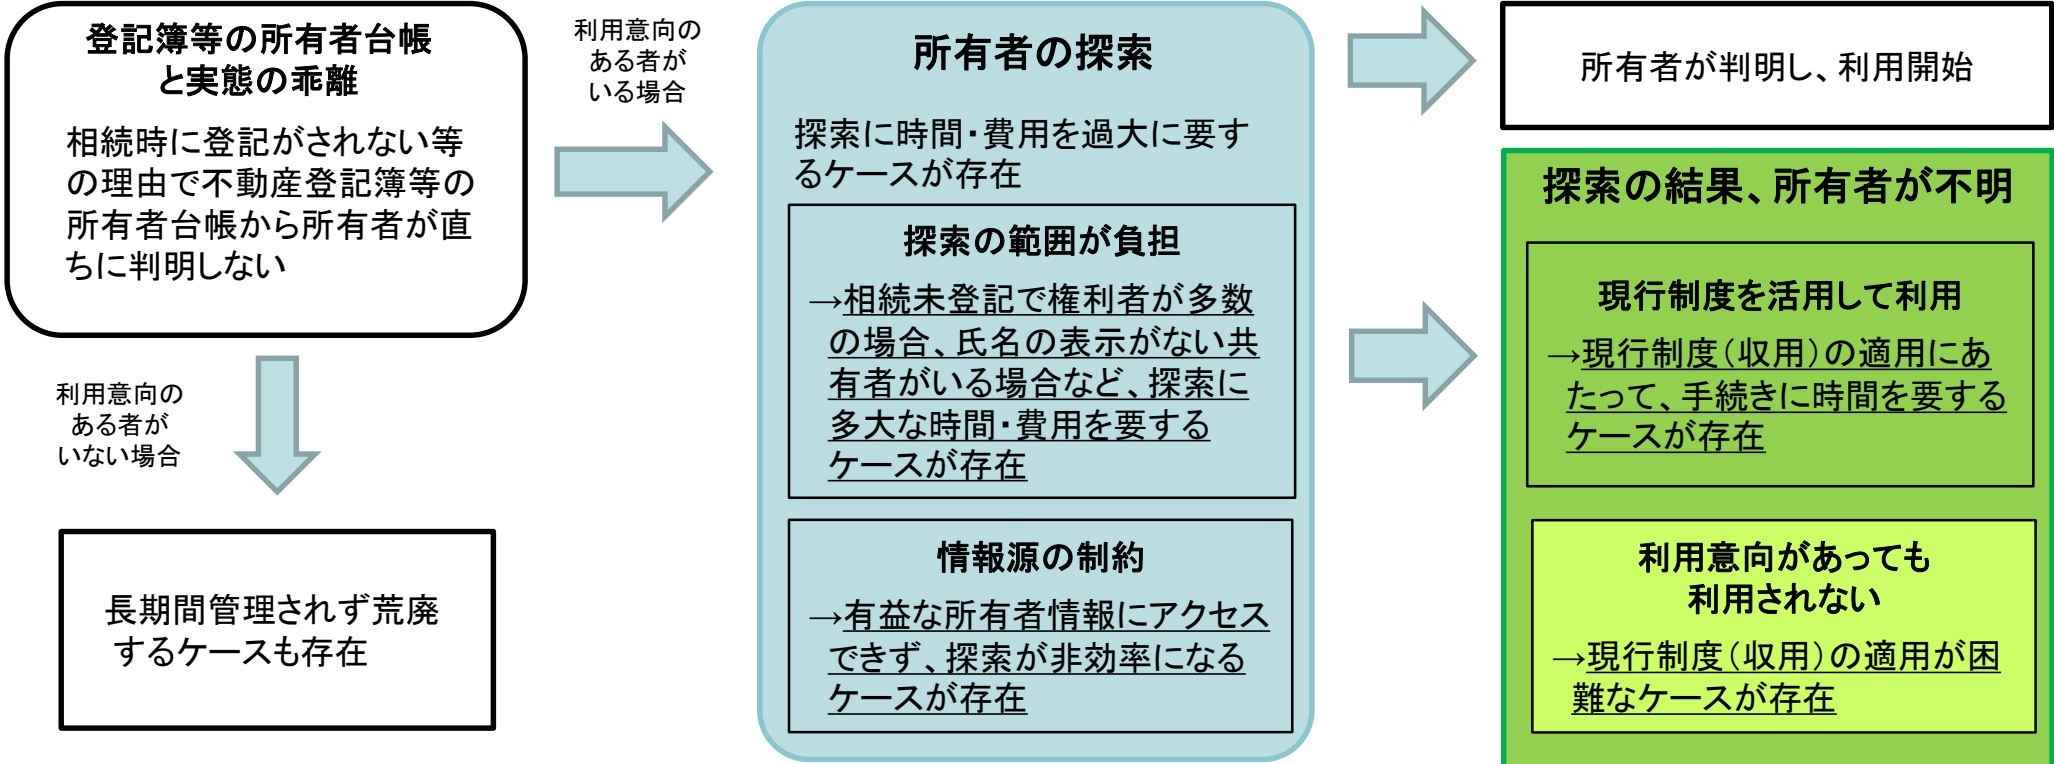 登記簿等の所有者台帳
と実態の乖離
相続時に登記がされない等
の理由で不動産登記簿等の
所有者台帳から所有者が直
ちに判明しない
利用意向の
ある者が
いる場合
利用意向の
ある者が
いない場合
長期間管理されず荒廃
するケースも存在
所有者の探索
探索に時間・費用を過大に要す
るケースが存在
探索の範囲が負担
→相続未登記で権利者が多数
の場合、氏名の表示がない共
有者がいる場合など、探索に
多大な時間・費用を要する
ケースが存在
情報源の制約
→有益な所有者情報にアクセス
できず、探索が非効率になる
ケースが存在
所有者が判明し、利用開始
探索の結果、所有者が不明
現行制度を活用して利用
→現行制度(収用)の適用にあ
たって、手続きに時間を要する
ケースが存在
利用意向があっても
利用されない
→現行制度(収用)の適用が困
難なケースが存在